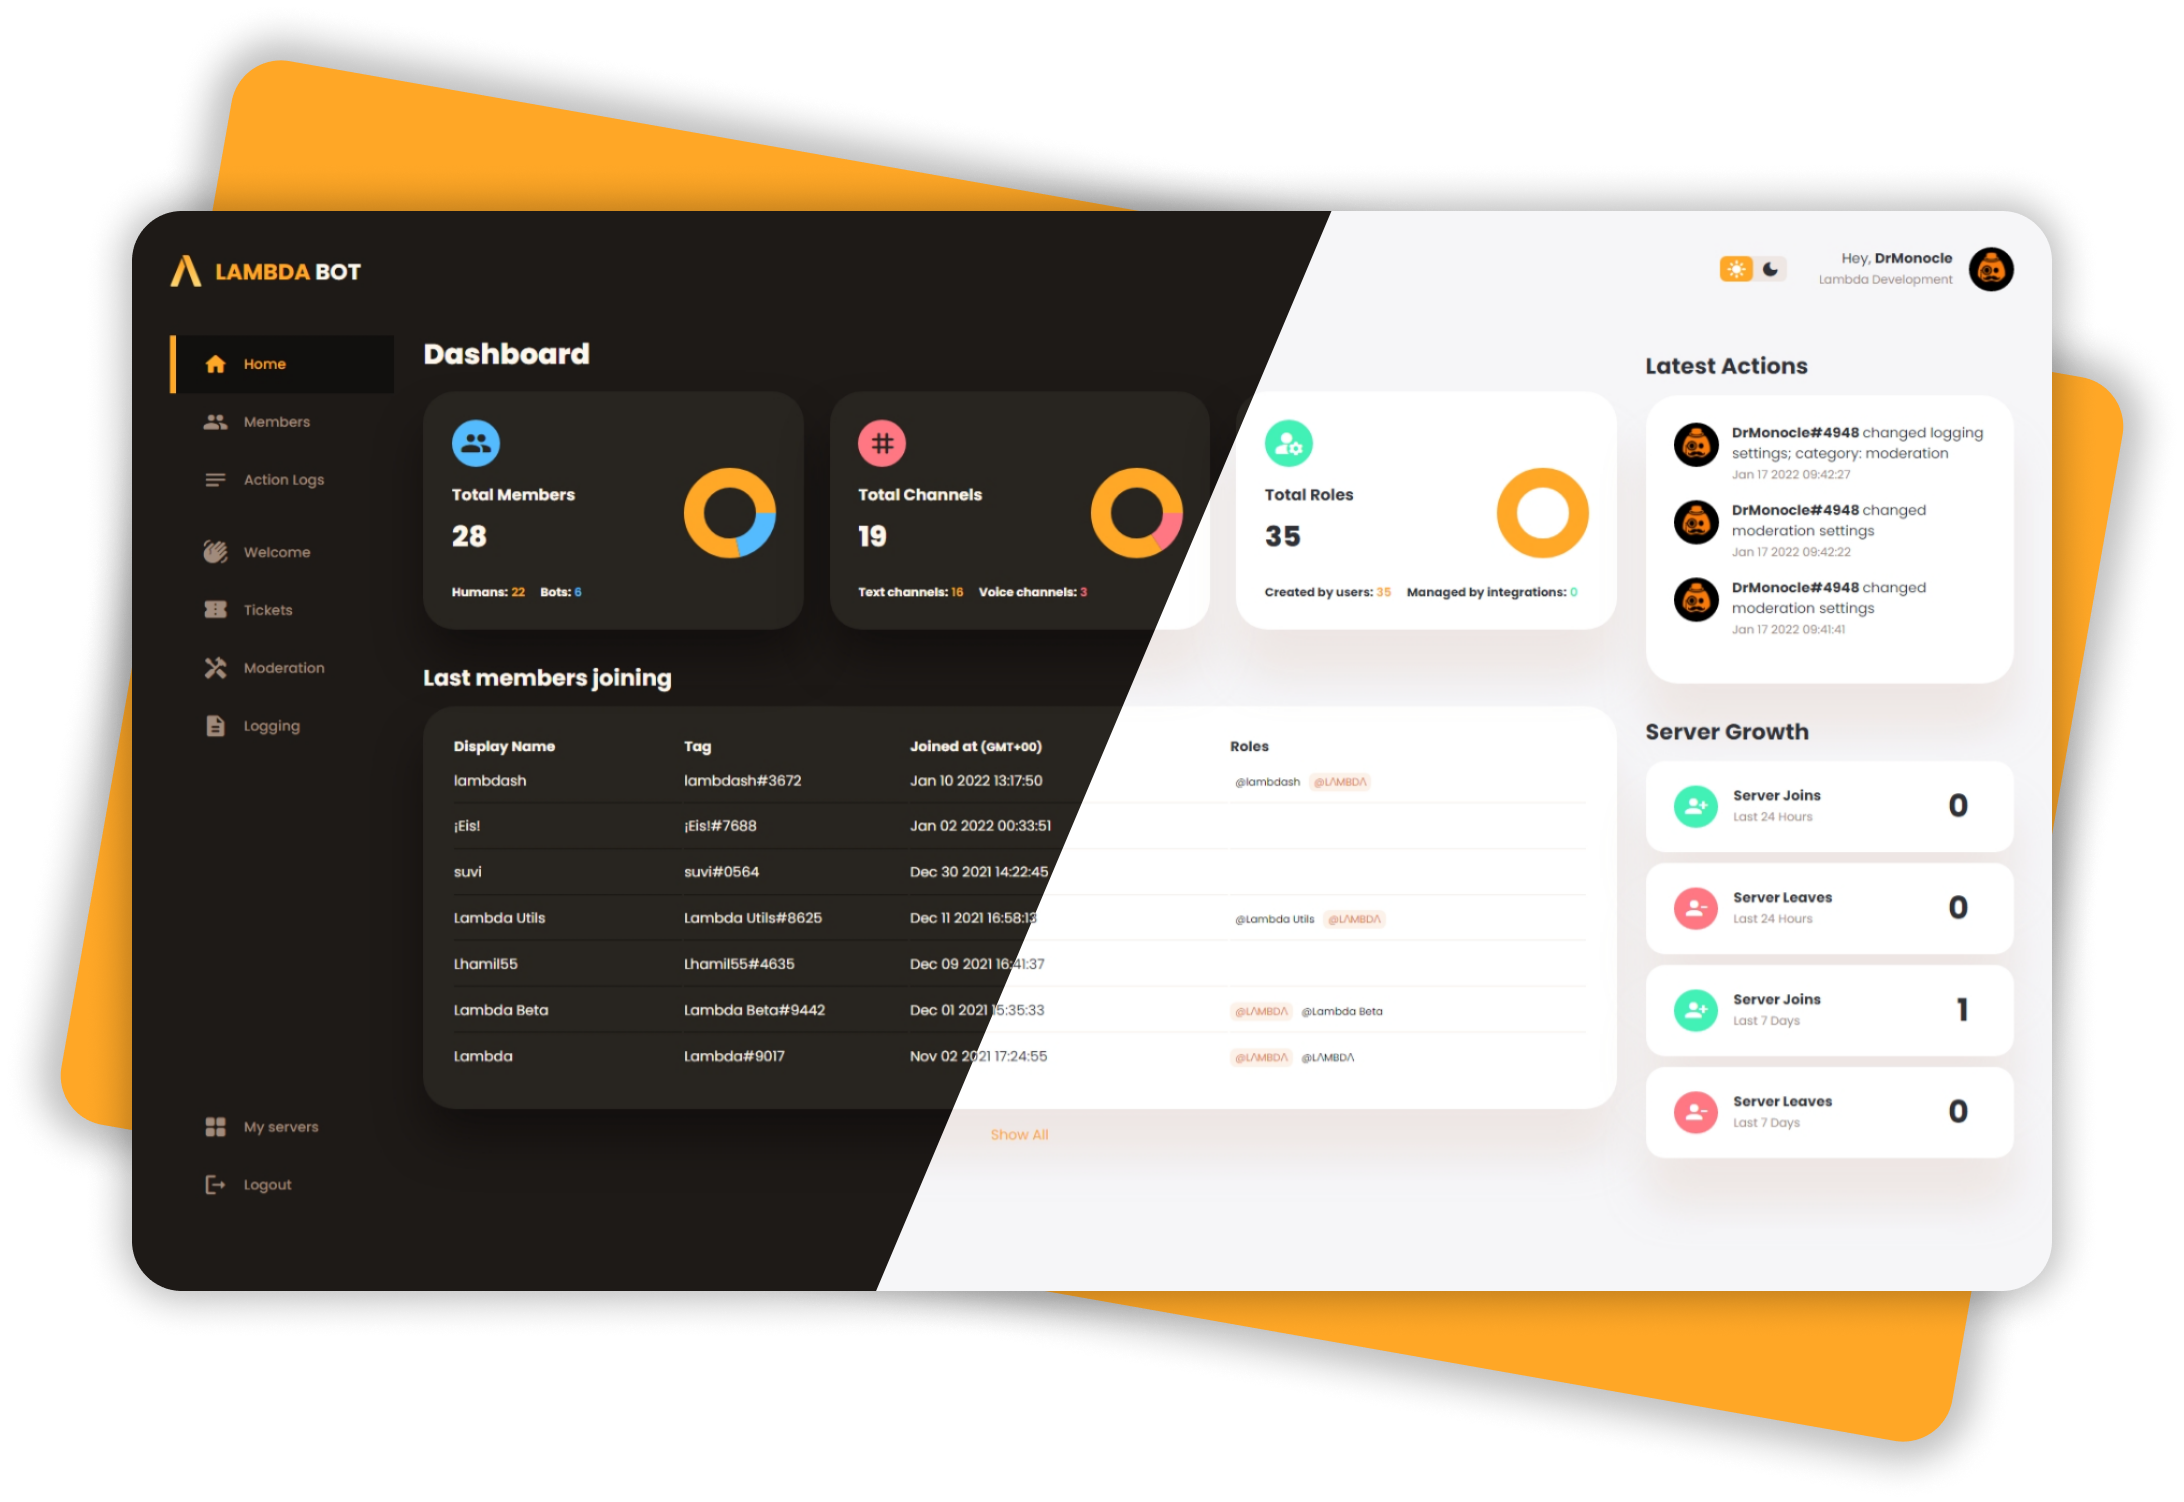 LAMBDA BOT
Hey, DrMonocle
Lambda Development
Home
Members
Action Logs
Welcome
Tickets
Moderation
Logging
My servers
Logout
Dashboard
Total Members
28
Humans: 22 Bots: 6
Total Channels
19
Text channels: 16 Voice channels: 3
Total Roles
35
Created by users: 35 Managed by integrations: 0
Last members joining
Display Name Tag Joined at (GMT+00) Roles
lambdash lambdash#3672 Jan 10 2022 13:17:50 @lambdash @LΛMBDΛ
¡Eis! ¡Eis!#7688 Jan 02 2022 00:33:51
suvi suvi#0564 Dec 30 2021 14:22:45
Lambda Utils Lambda Utils#8625 Dec 11 2021 16:58:13 @Lambda Utils @LΛMBDΛ
Lhamil55 Lhamil55#4635 Dec 09 2021 16:41:37
Lambda Beta Lambda Beta#9442 Dec 01 2021 15:35:33 @LΛMBDΛ @Lambda Beta
Lambda Lambda#9017 Nov 02 2021 17:24:55 @LΛMBDΛ @LΛMBDΛ
Show All
Latest Actions
DrMonocle#4948 changed logging
settings; category: moderation
Jan 17 2022 09:42:27
DrMonocle#4948 changed
moderation settings
Jan 17 2022 09:42:22
DrMonocle#4948 changed
moderation settings
Jan 17 2022 09:41:41
Server Growth
Server Joins 0
Last 24 Hours
Server Leaves 0
Last 24 Hours
Server Joins 1
Last 7 Days
Server Leaves 0
Last 7 Days